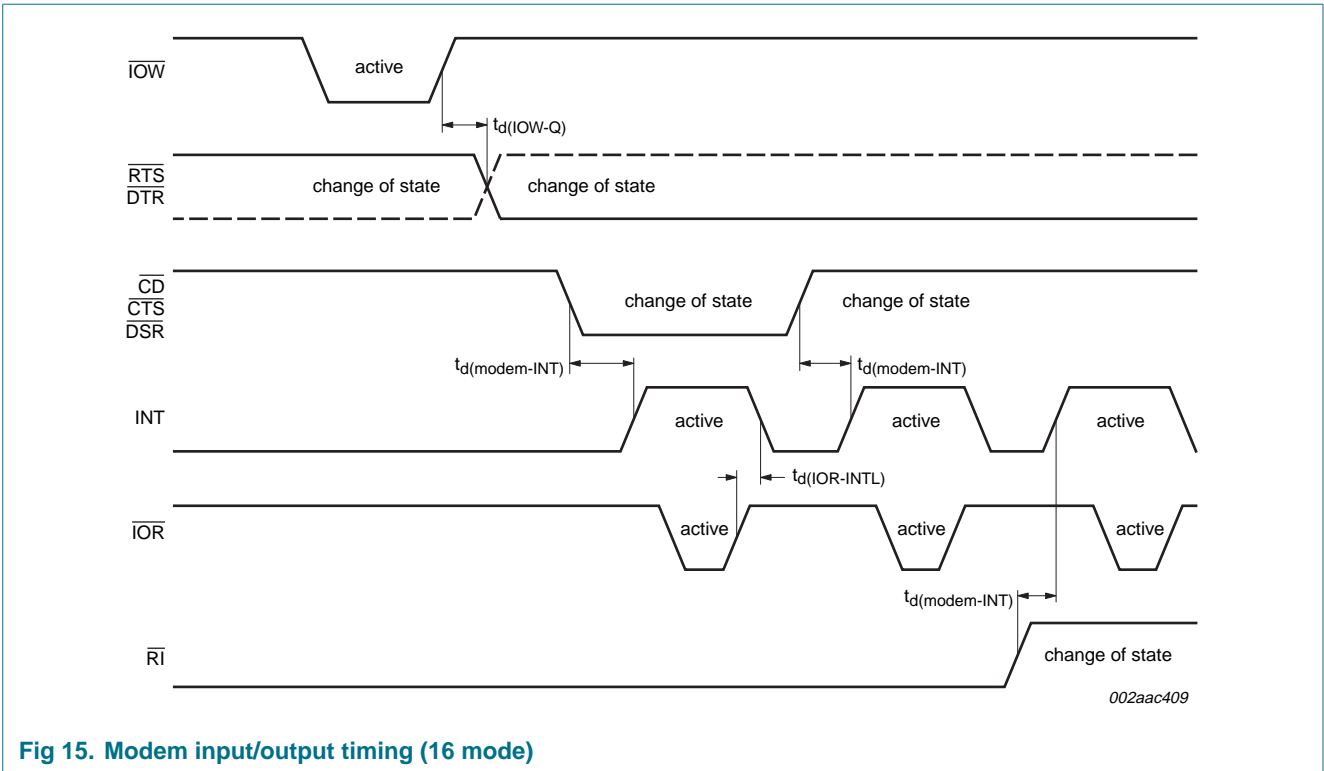 IOW
active
td(IOW-Q)
RTS
DTR
change of state
change of state
CD
CTS
DSR
change of state
change of state
td(modem-INT)
td(modem-INT)
INT
active
active
active
td(IOR-INTL)
IOR
active
active
active
td(modem-INT)
RI
change of state
002aac409
Fig 15. Modem input/output timing (16 mode)